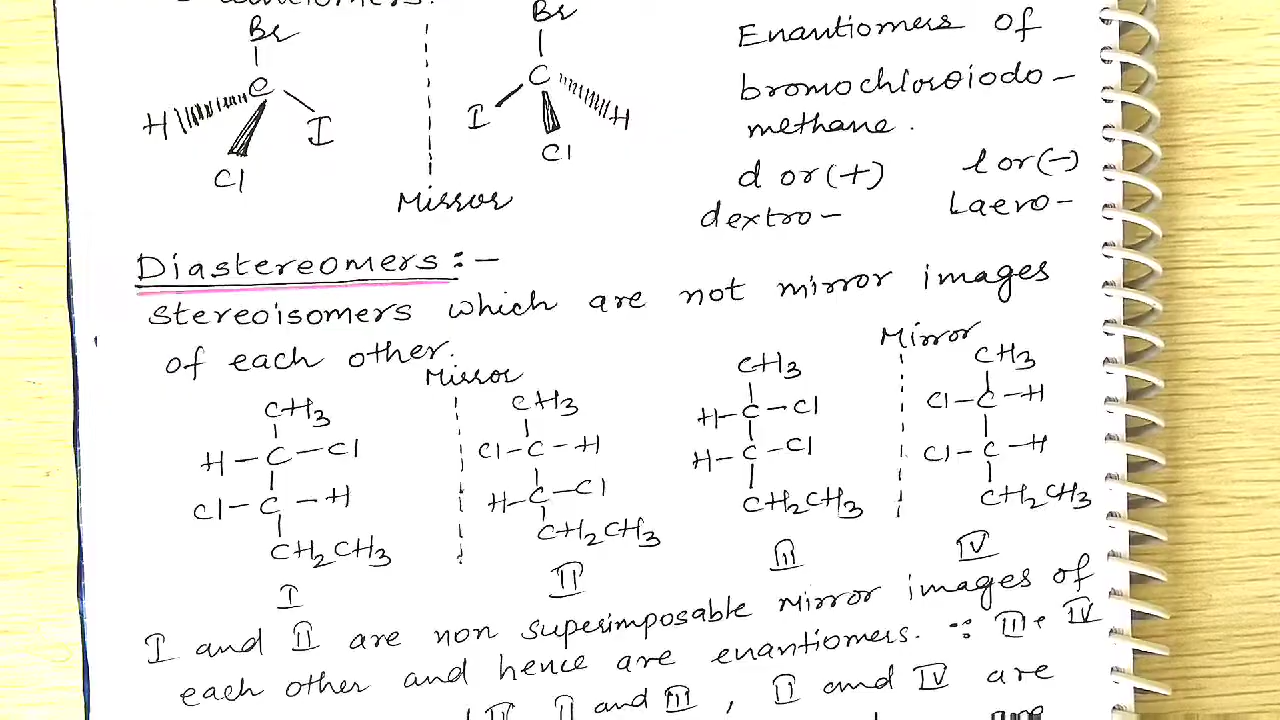 Br
C
H
I
Cl
Mirror
Br
C
I
H
Cl
Enantiomers of
bromochloroiodo-
methane.
d or (+) l or (-)
dextro- Laevo-
Diastereomers :-
Stereoisomers which are not mirror images
of each other.
Mirror
Mirror
CH3
H-C-Cl
Cl-C-H
CH2CH3
I
CH3
Cl-C-H
H-C-Cl
CH2CH3
II
CH3
H-C-Cl
H-C-Cl
CH2CH3
III
CH3
Cl-C-H
Cl-C-H
CH2CH3
IV
I and II are non superimposable mirror images of
each other and hence are enantiomers.
and III, II and IV are